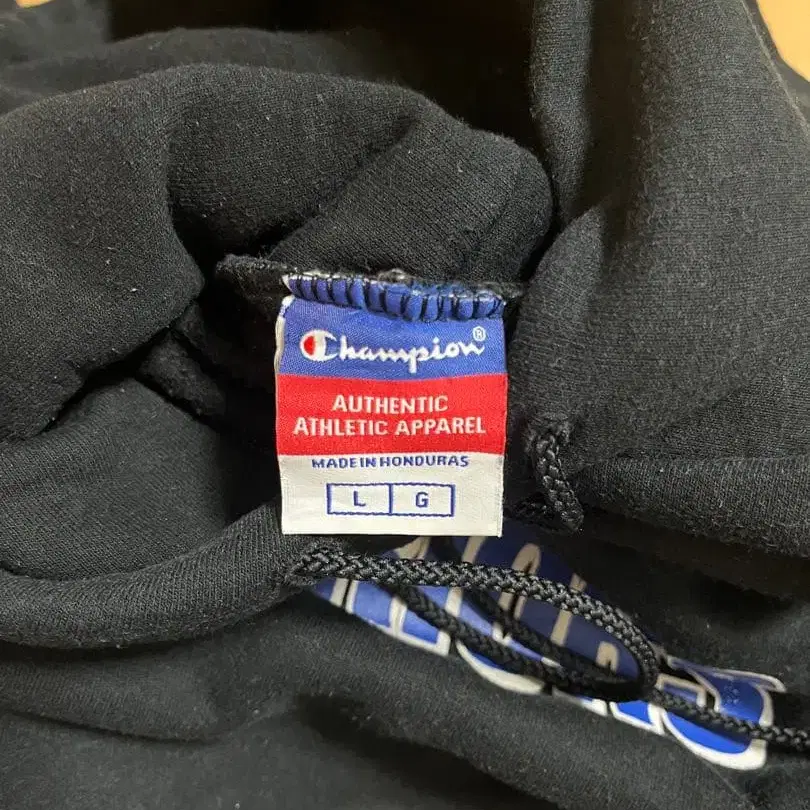 Champion®
AUTHENTIC
ATHLETIC APPAREL
MADE IN HONDURAS
L G